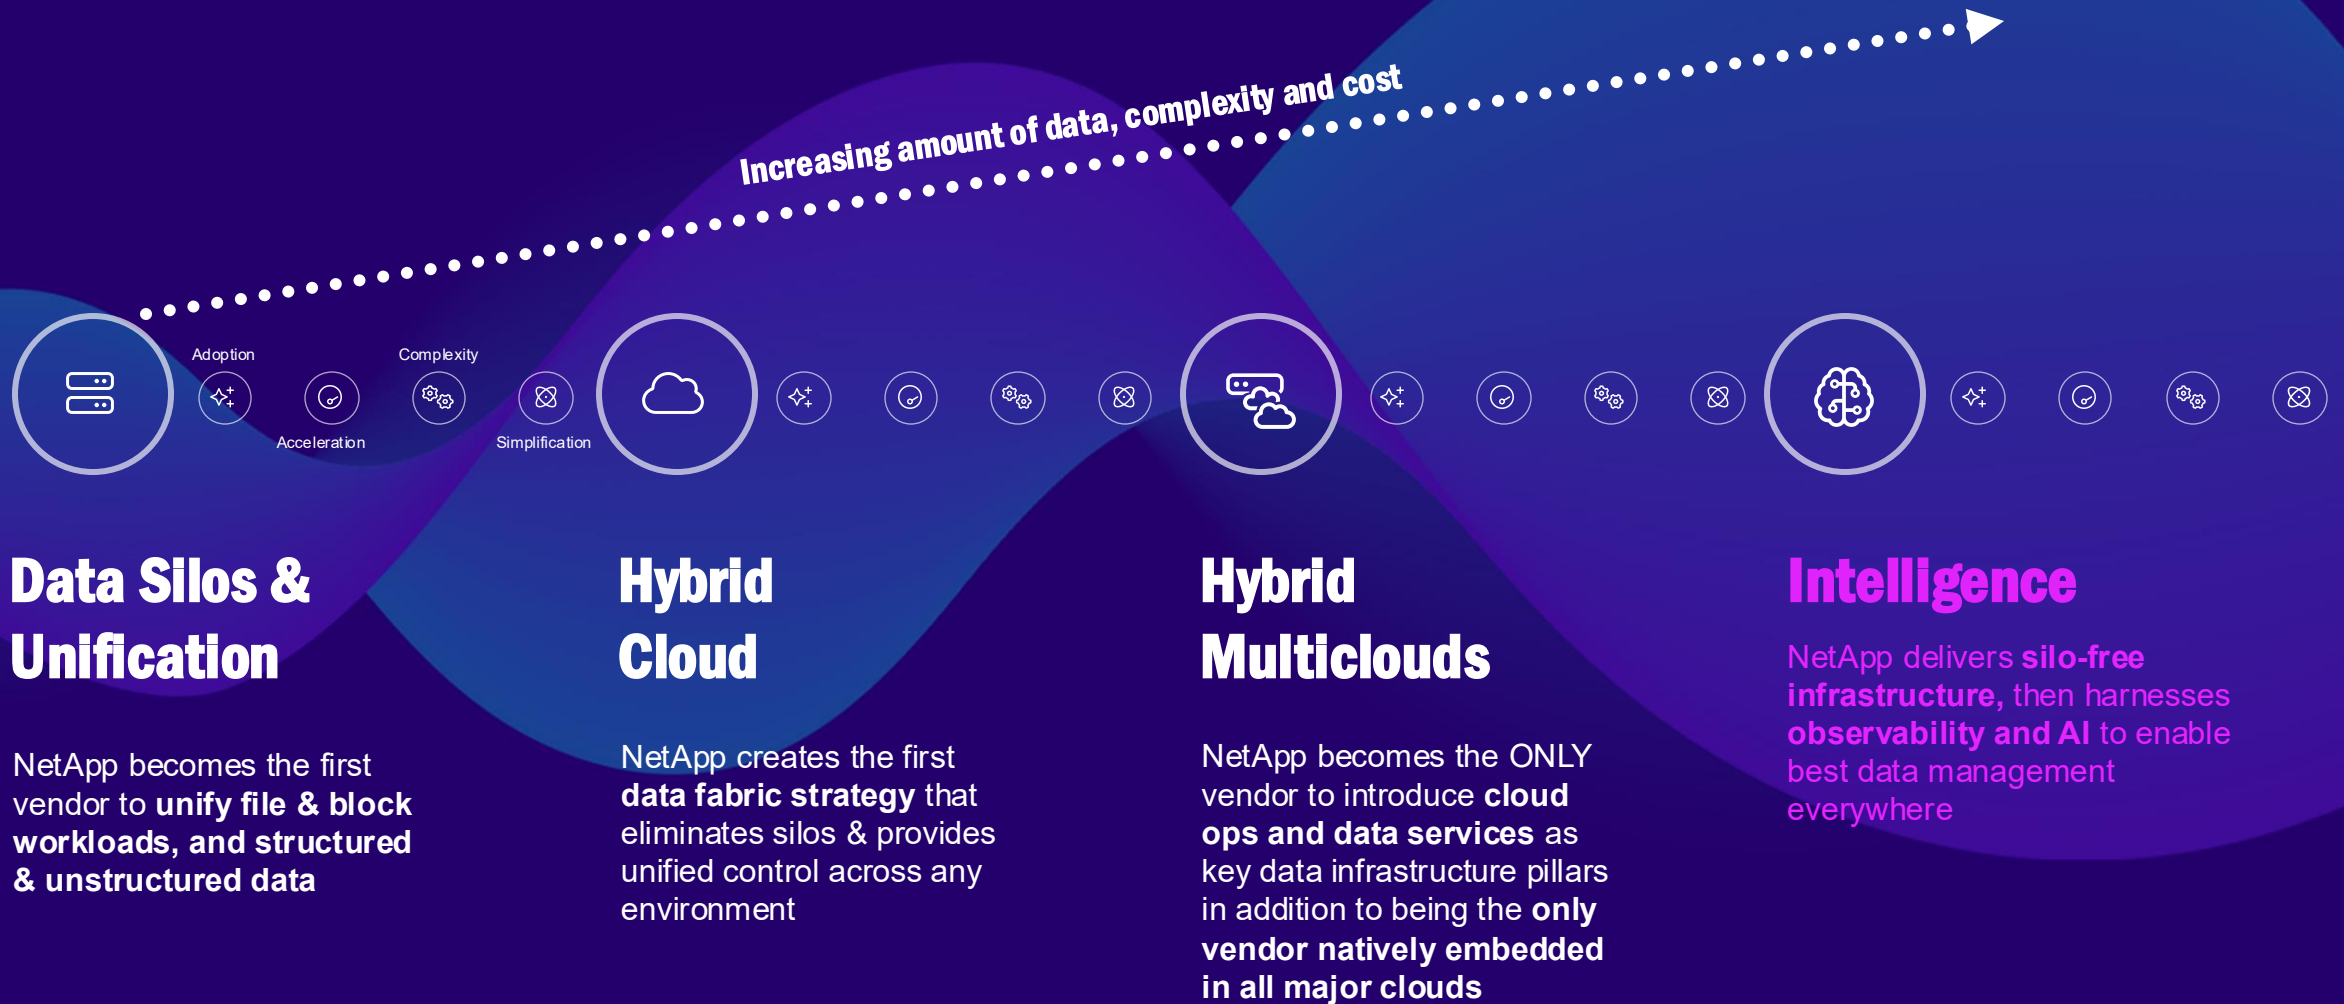 Increasing amount of data, complexity and cost
Adoption
Complexity
Acceleration
Simplification
Data Silos &
Unification
NetApp becomes the first
vendor to unify file & block
workloads, and structured
& unstructured data
Hybrid
Cloud
NetApp creates the first
data fabric strategy that
eliminates silos & provides
unified control across any
environment
Hybrid
Multiclouds
NetApp becomes the ONLY
vendor to introduce cloud
ops and data services as
key data infrastructure pillars
in addition to being the only
vendor natively embedded
in all major clouds
Intelligence
NetApp delivers silo-free
infrastructure, then harnesses
observability and AI to enable
best data management
everywhere